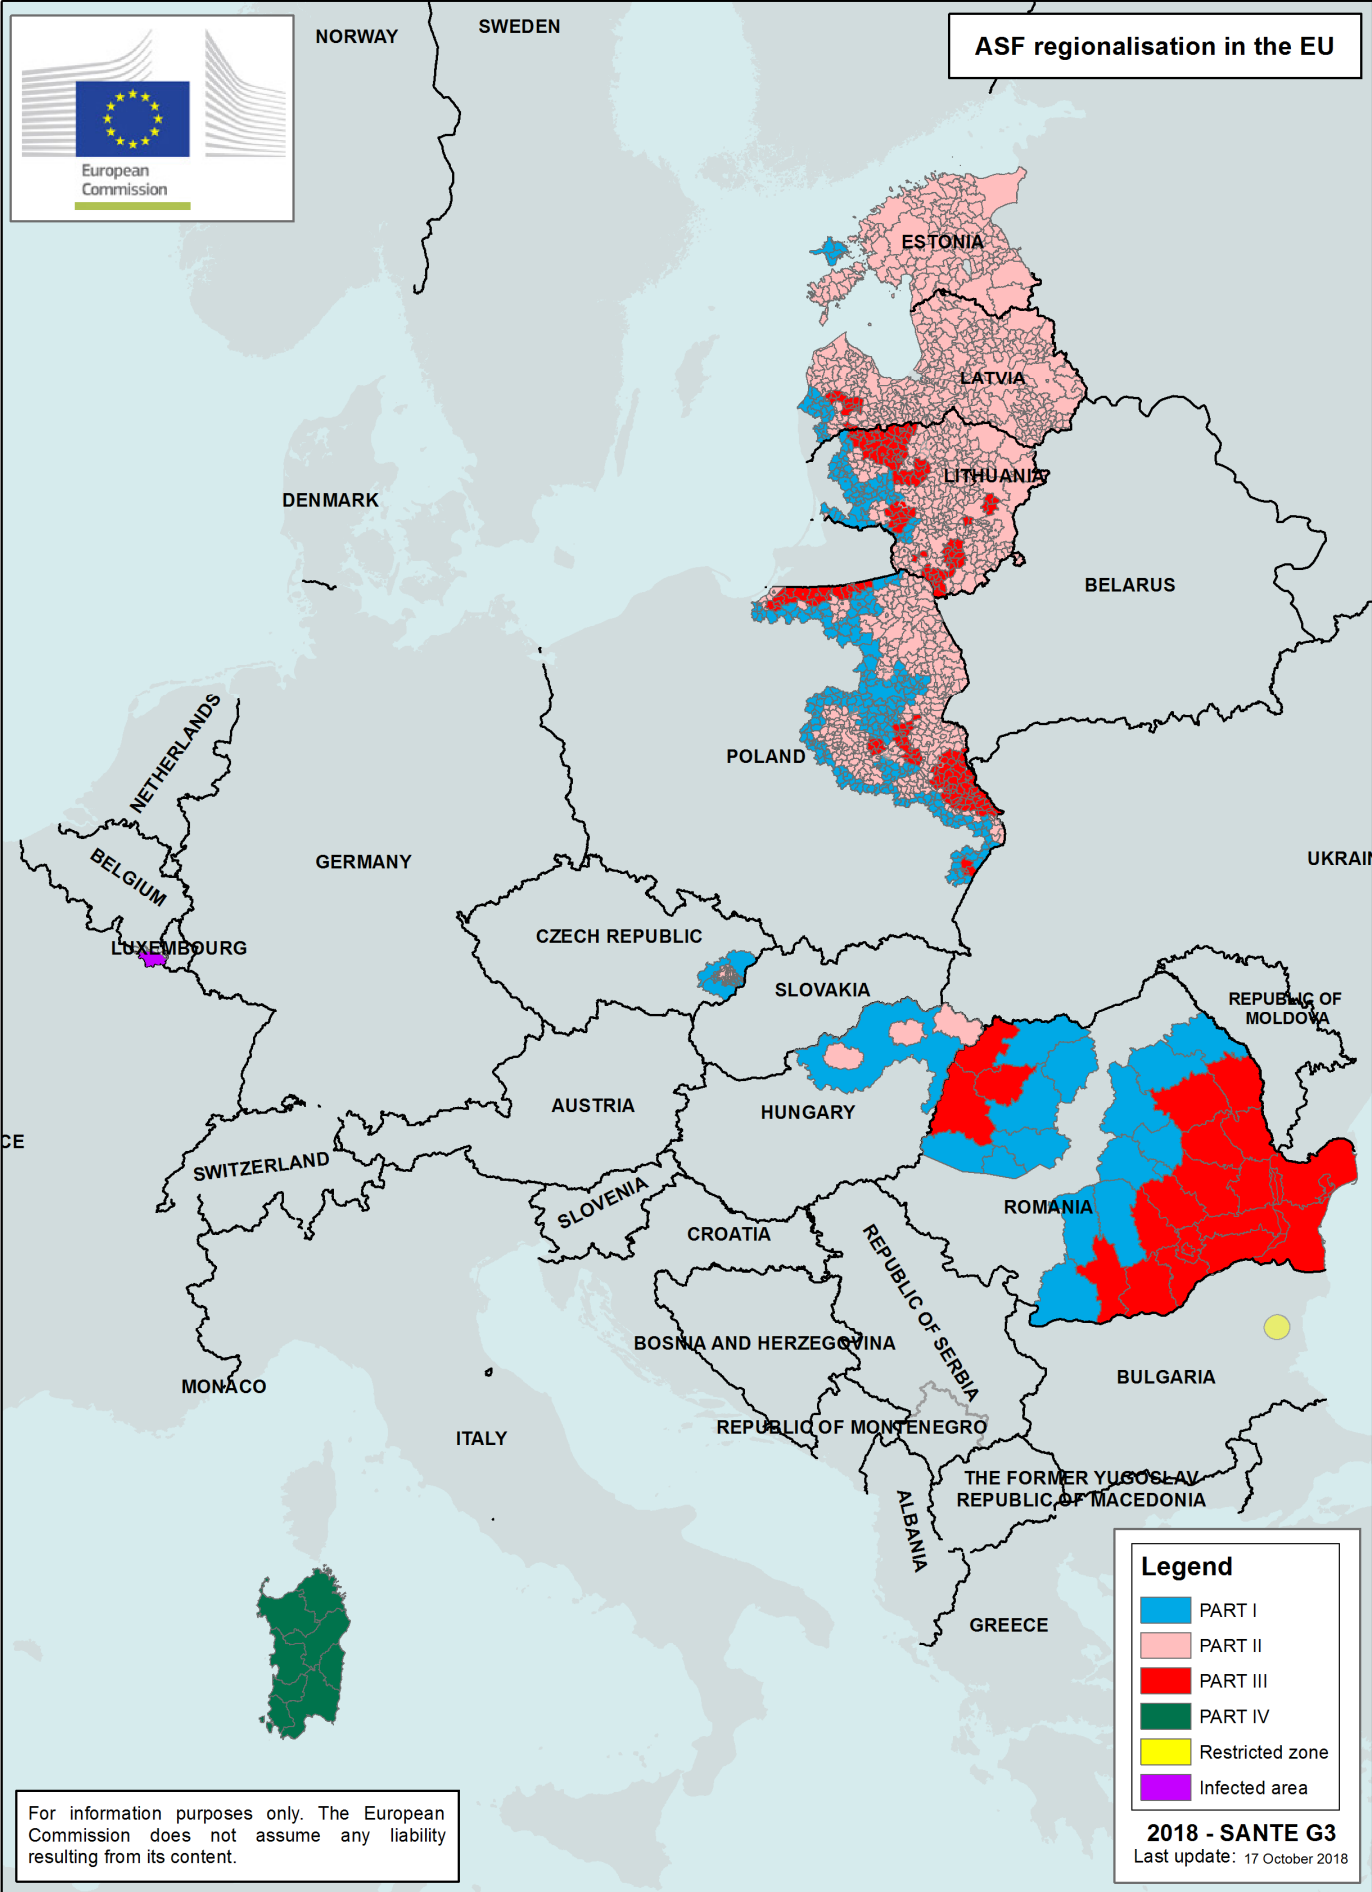 NORWAY
SWEDEN
ASF regionalisation in the EU
European
Commission
ESTONIA
LATVIA
LITHUANIA
DENMARK
BELARUS
NETHERLANDS
POLAND
BELGIUM
GERMANY
UKRAIN
LUXEMBOURG
CZECH REPUBLIC
SLOVAKIA
REPUBLIC OF
MOLDOVA
AUSTRIA
HUNGARY
CE
SWITZERLAND
SLOVENIA
ROMANIA
CROATIA
REPUBLIC OF SERBIA
BOSNIA AND HERZEGOVINA
BULGARIA
MONACO
ITALY
REPUBLIC OF MONTENEGRO
THE FORMER YUGOSLAV
REPUBLIC OF MACEDONIA
ALBANIA
GREECE
Legend
PART I
PART II
PART III
PART IV
Restricted zone
Infected area
2018 - SANTE G3
Last update: 17 October 2018
For information purposes only. The European
Commission does not assume any liability
resulting from its content.